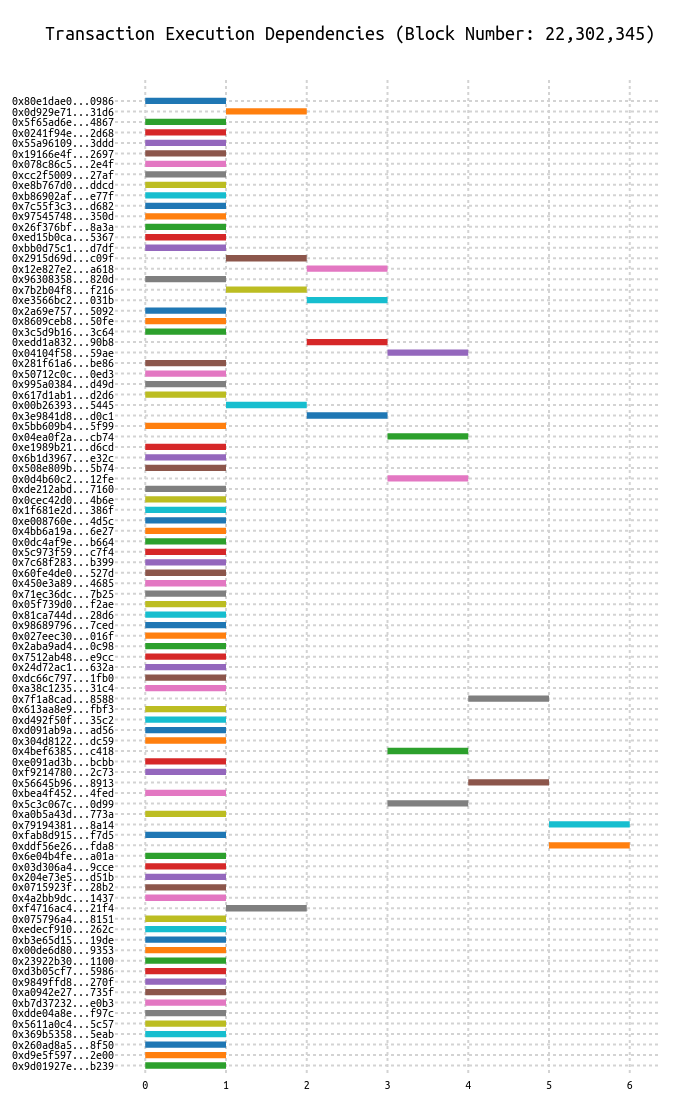 Transaction Execution Dependencies (Block Number: 22,302,345)
0x80e1dae0...0986
0x0d929e71...31d6
0x5f65ad6e...4867
0x0241f94e...2d68
0x55a96109...3ddd
0x19166e4f...2697
0x078c86c5...2e4f
0xcc2f5009...27af
0xe8b767d0...ddcd
0xb86902af...e77f
0x7c55f3c3...d682
0x97545748...350d
0x26f376bf...8a3a
0xed15b0ca...5367
0xbb0d75c1...d7df
0x2915d69d...c09f
0x12e827e2...a618
0x96308358...820d
0x7b2b04f8...f216
0xe3566bc2...031b
0x2a69e757...5092
0x8609ceb8...50fe
0x3c5d9b16...3c64
0xedd1a832...90b8
0x04104f58...59ae
0x281f61a6...be86
0x50712c0c...0ed3
0x995a0384...d49d
0x617d1ab1...d2d6
0x00b26393...5445
0x3e9841d8...d0c1
0x5bb609b4...5f99
0x04ea0f2a...cb74
0xe1989b21...d6cd
0x6b1d3967...e32c
0x508e809b...5b74
0x0d4b60c2...12fe
0xde212abd...7160
0x0cec42d0...4b6e
0x1f681e2d...386f
0xe008760e...4d5c
0x4bb6a19a...6e27
0x0dc4af9e...b664
0x5c973f59...c7f4
0x7c68f283...b399
0x60fe4de0...527d
0x450e3a89...4685
0x71ec36dc...7b25
0x05f739d0...f2ae
0x81ca744d...28d6
0x98689796...7ced
0x027eec30...016f
0x2aba9ad4...0c98
0x7512ab48...e9cc
0x24d72ac1...632a
0xdc66c797...1fb0
0xa38c1235...31c4
0x7f1a8cad...8588
0x613aa8e9...fbf3
0xd492f50f...35c2
0xd091ab9a...ad56
0x304d8122...dc59
0x4bef6385...c418
0xe091ad3b...bcbb
0xf9214780...2c73
0x56645b96...8913
0xbea4f452...4fed
0x5c3c067c...0d99
0xa0b5a43d...773a
0x79194381...8a14
0xfab8d915...f7d5
0xddf56e26...fda8
0x6e04b4fe...a01a
0x03d306a4...9cce
0x204e73e5...d51b
0x0715923f...28b2
0x4a2bb9dc...1437
0xf4716ac4...21f4
0x075796a4...8151
0xedecf910...262c
0xb3e65d15...19de
0x00de6d80...9353
0x23922b30...1100
0xd3b05cf7...5986
0x9849ffd8...270f
0xa0942e27...735f
0xb7d37232...e0b3
0xdde04a8e...f97c
0x5611a0c4...5c57
0x369b5358...5eab
0x260ad8a5...8f50
0xd9e5f597...2e00
0x9d01927e...b239
0 1 2 3 4 5 6